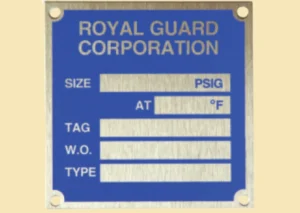 ROYAL GUARD
CORPORATION
SIZE PSIG
AT °F
TAG
W.O.
TYPE